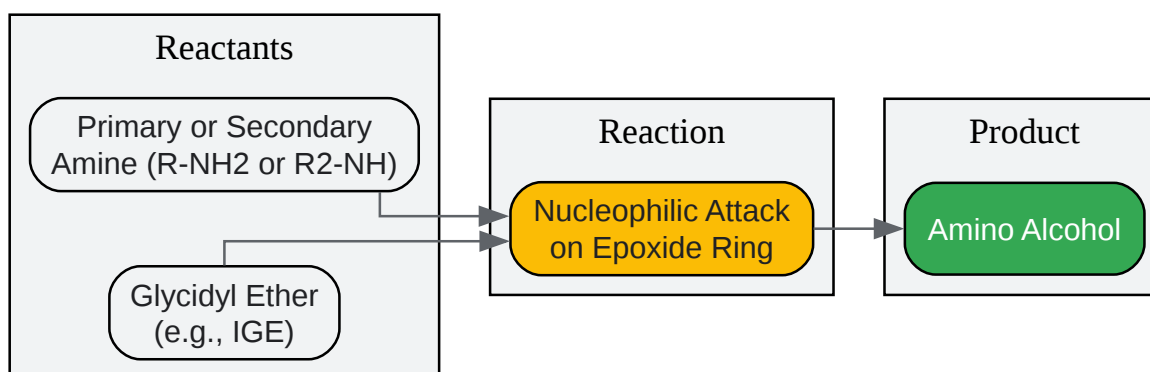 Reactants
Primary or Secondary
Amine (R-NH2 or R2-NH)
Glycidyl Ether
(e.g., IGE)
Reaction
Nucleophilic Attack
on Epoxide Ring
Product
Amino Alcohol